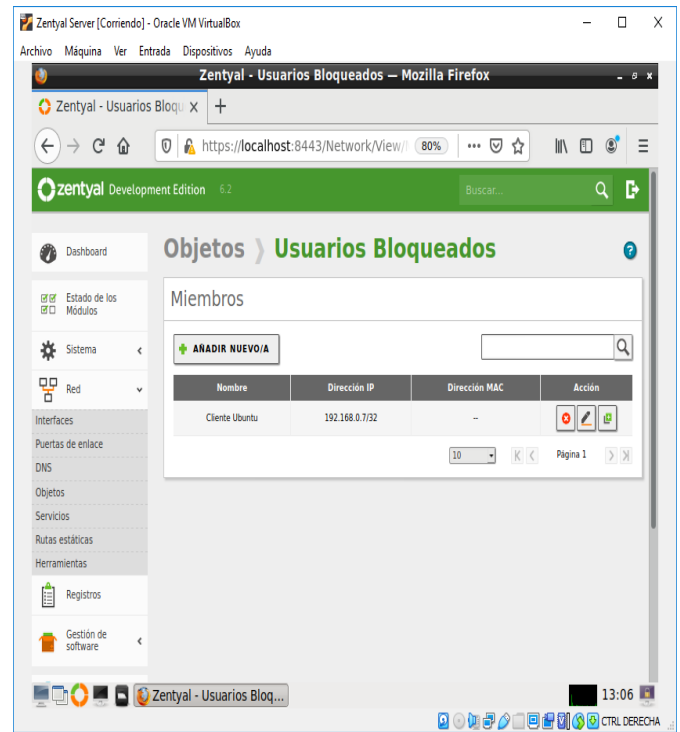 Zentyal Server [Corriendo] - Oracle VM VirtualBox
Archivo Máquina Ver Entrada Dispositivos Ayuda
Zentyal - Usuarios Bloqueados — Mozilla Firefox
Zentyal - Usuarios Bloqu
https://localhost:8443/Network/View/ 80%
zentyal Development Edition 6.2 Buscar...
Dashboard
Objetos Usuarios Bloqueados
Estado de los Módulos
Miembros
AÑADIR NUEVO/A
Sistema
Red
Nombre Dirección IP Dirección MAC Acción
Cliente Ubuntu 192.168.0.7/32 --
Interfaces
Puertas de enlace
10 Página 1
DNS
Objetos
Servicios
Rutas estáticas
Herramientas
Registros
Gestión de software
Zentyal - Usuarios Bloq... 13:06
CTRL DERECHA